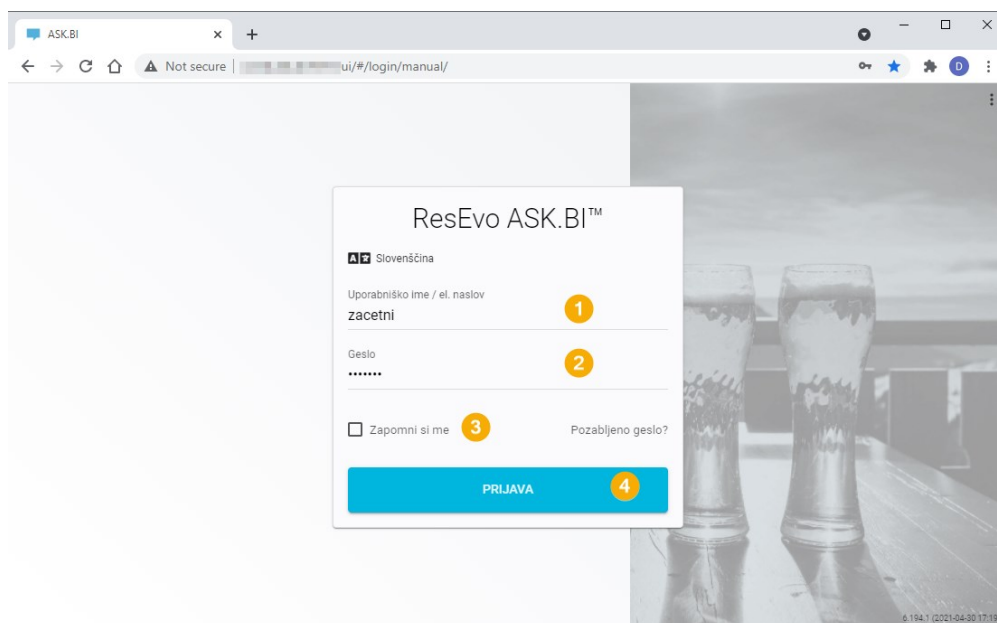 ASK.BI
Not secure | ui/#/login/manual/
D
ResEvo ASK.BI™
Slovenščina
Uporabniško ime / el. naslov
zacetni
1
Geslo
•••••••
2
Zapomni si me
3
Pozabljeno geslo?
PRIJAVA
4
6.194.1 (2021-04-30 17:19